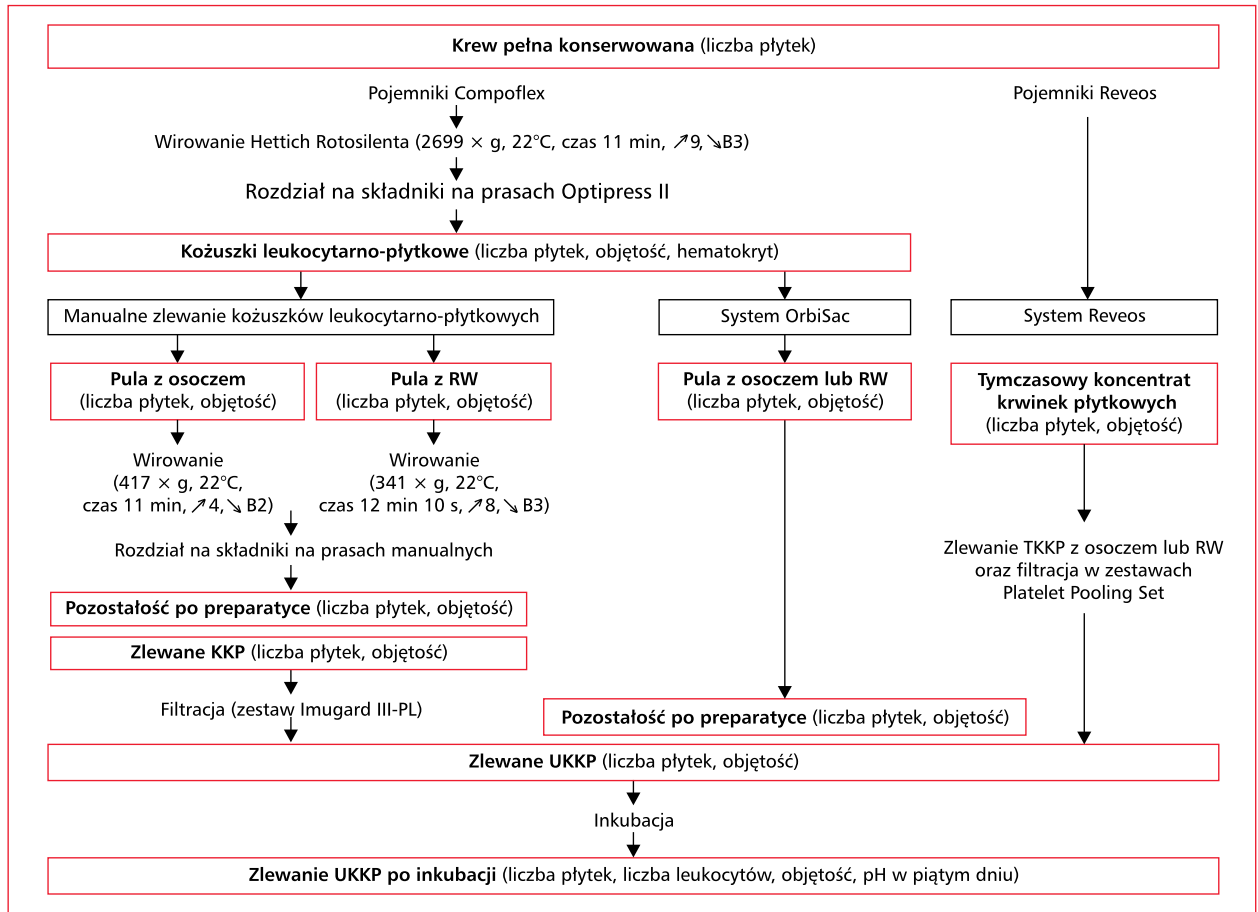 Krew pełna konserwowana (liczba płytek)
Pojemniki Compoflex
Pojemniki Reveos
Wirowanie Hettich Rotosilenta (2699 × g, 22°C, czas 11 min, ↗9, ↘B3)
Rozdział na składniki na prasach Optipress II
Kożuszki leukocytarno-płytkowe (liczba płytek, objętość, hematokryt)
Manualne zlewanie kożuszków leukocytarno-płytkowych
System OrbiSac
System Reveos
Pula z osoczem
(liczba płytek, objętość)
Pula z RW
(liczba płytek, objętość)
Pula z osoczem lub RW
(liczba płytek, objętość)
Tymczasowy koncentrat
krwinek płytkowych
(liczba płytek, objętość)
Wirowanie
(417 × g, 22°C,
czas 11 min, ↗4, ↘ B2)
Wirowanie
(341 × g, 22°C,
czas 12 min 10 s, ↗8, ↘ B3)
Rozdział na składniki na prasach manualnych
Zlewanie TKKP z osoczem lub RW
oraz filtracja w zestawach
Platelet Pooling Set
Pozostałość po preparatyce (liczba płytek, objętość)
Zlewane KKP (liczba płytek, objętość)
Filtracja (zestaw Imugard III-PL)
Pozostałość po preparatyce (liczba płytek, objętość)
Zlewane UKKP (liczba płytek, objętość)
Inkubacja
Zlewanie UKKP po inkubacji (liczba płytek, liczba leukocytów, objętość, pH w piątym dniu)